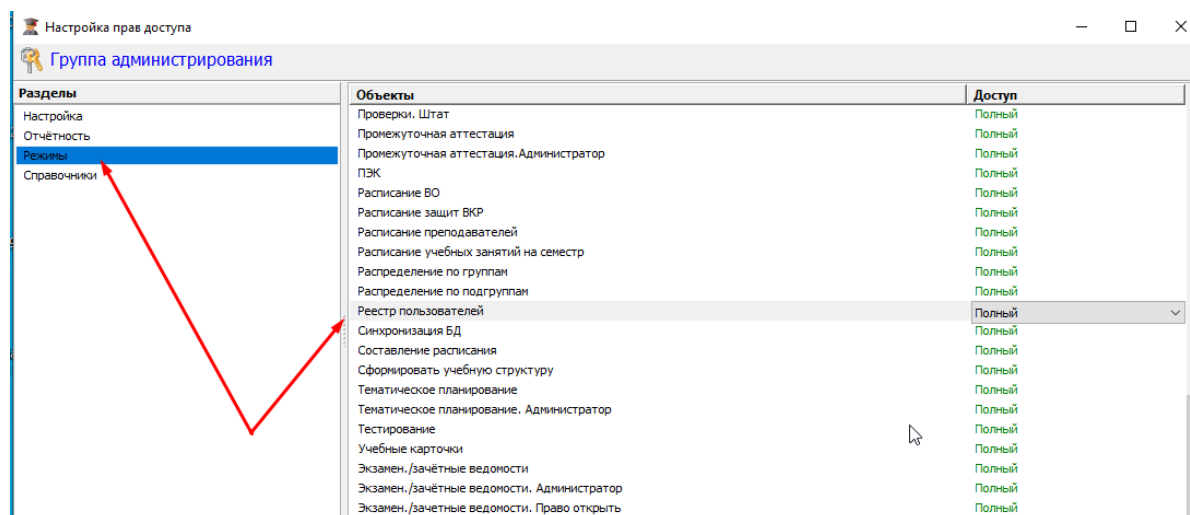 Настройка прав доступа
Группа администрирования
Разделы
Настройка
Отчётность
Режимы
Справочники
Объекты Доступ
Проверки. Штат Полный
Промежуточная аттестация Полный
Промежуточная аттестация.Администратор Полный
ПЭК Полный
Расписание ВО Полный
Расписание защит ВКР Полный
Расписание преподавателей Полный
Расписание учебных занятий на семестр Полный
Распределение по группам Полный
Распределение по подгруппам Полный
Реестр пользователей Полный
Синхронизация БД Полный
Составление расписания Полный
Сформировать учебную структуру Полный
Тематическое планирование Полный
Тематическое планирование. Администратор Полный
Тестирование Полный
Учебные карточки Полный
Экзамен./зачётные ведомости Полный
Экзамен./зачётные ведомости. Администратор Полный
Экзамен./зачетные ведомости. Право открыть Полный